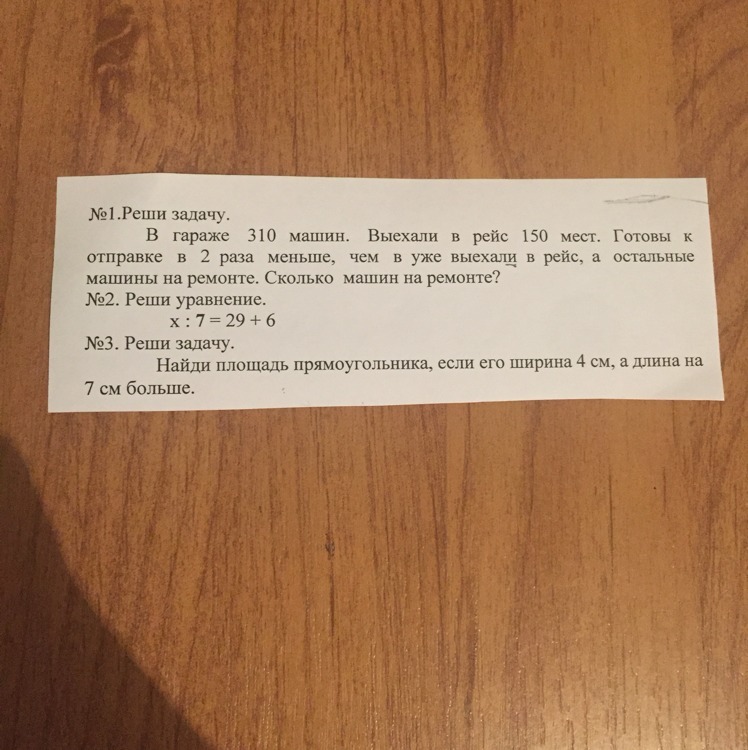 №1.Реши задачу.
В гараже 310 машин. Выехали в рейс 150 мест. Готовы к
отправке в 2 раза меньше, чем в уже выехали в рейс, а остальные
машины на ремонте. Сколько машин на ремонте?
№2. Реши уравнение.
х : 7 = 29 + 6
№3. Реши задачу.
Найди площадь прямоугольника, если его ширина 4 см, а длина на
7 см больше.